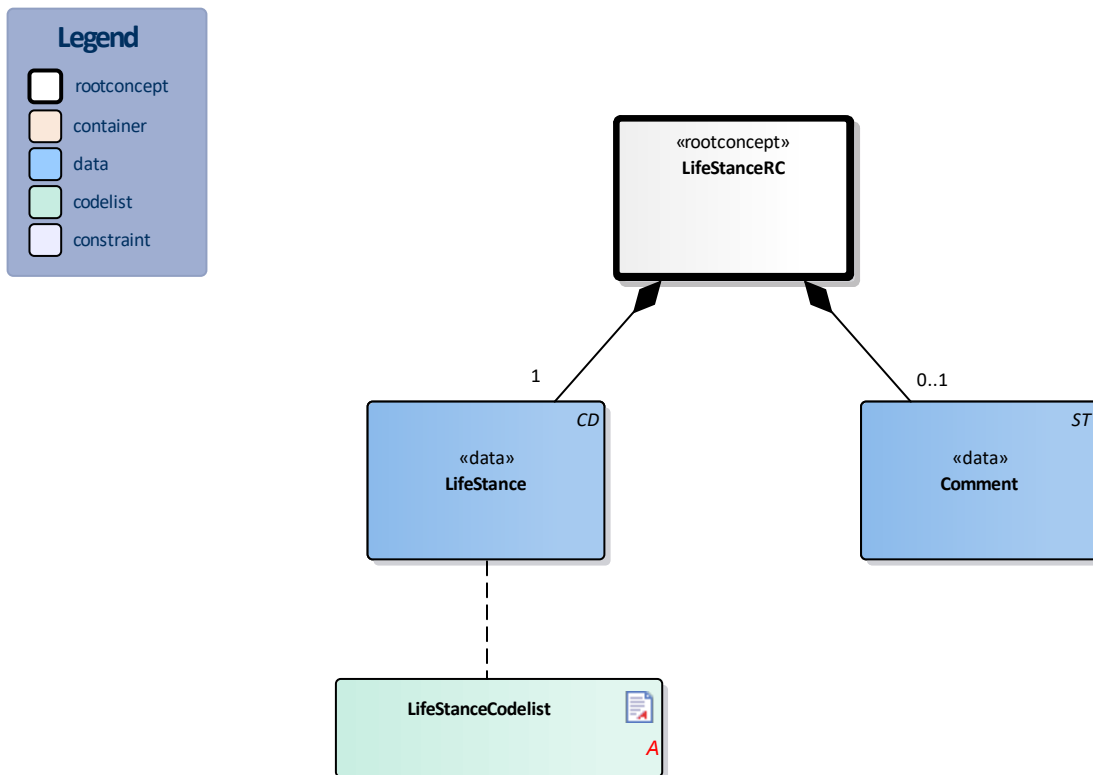 Legend
rootconcept
container
data
codelist
constraint
«rootconcept»
LifeStanceRC
1
0..1
CD
«data»
LifeStance
ST
«data»
Comment
LifeStanceCodelist
A